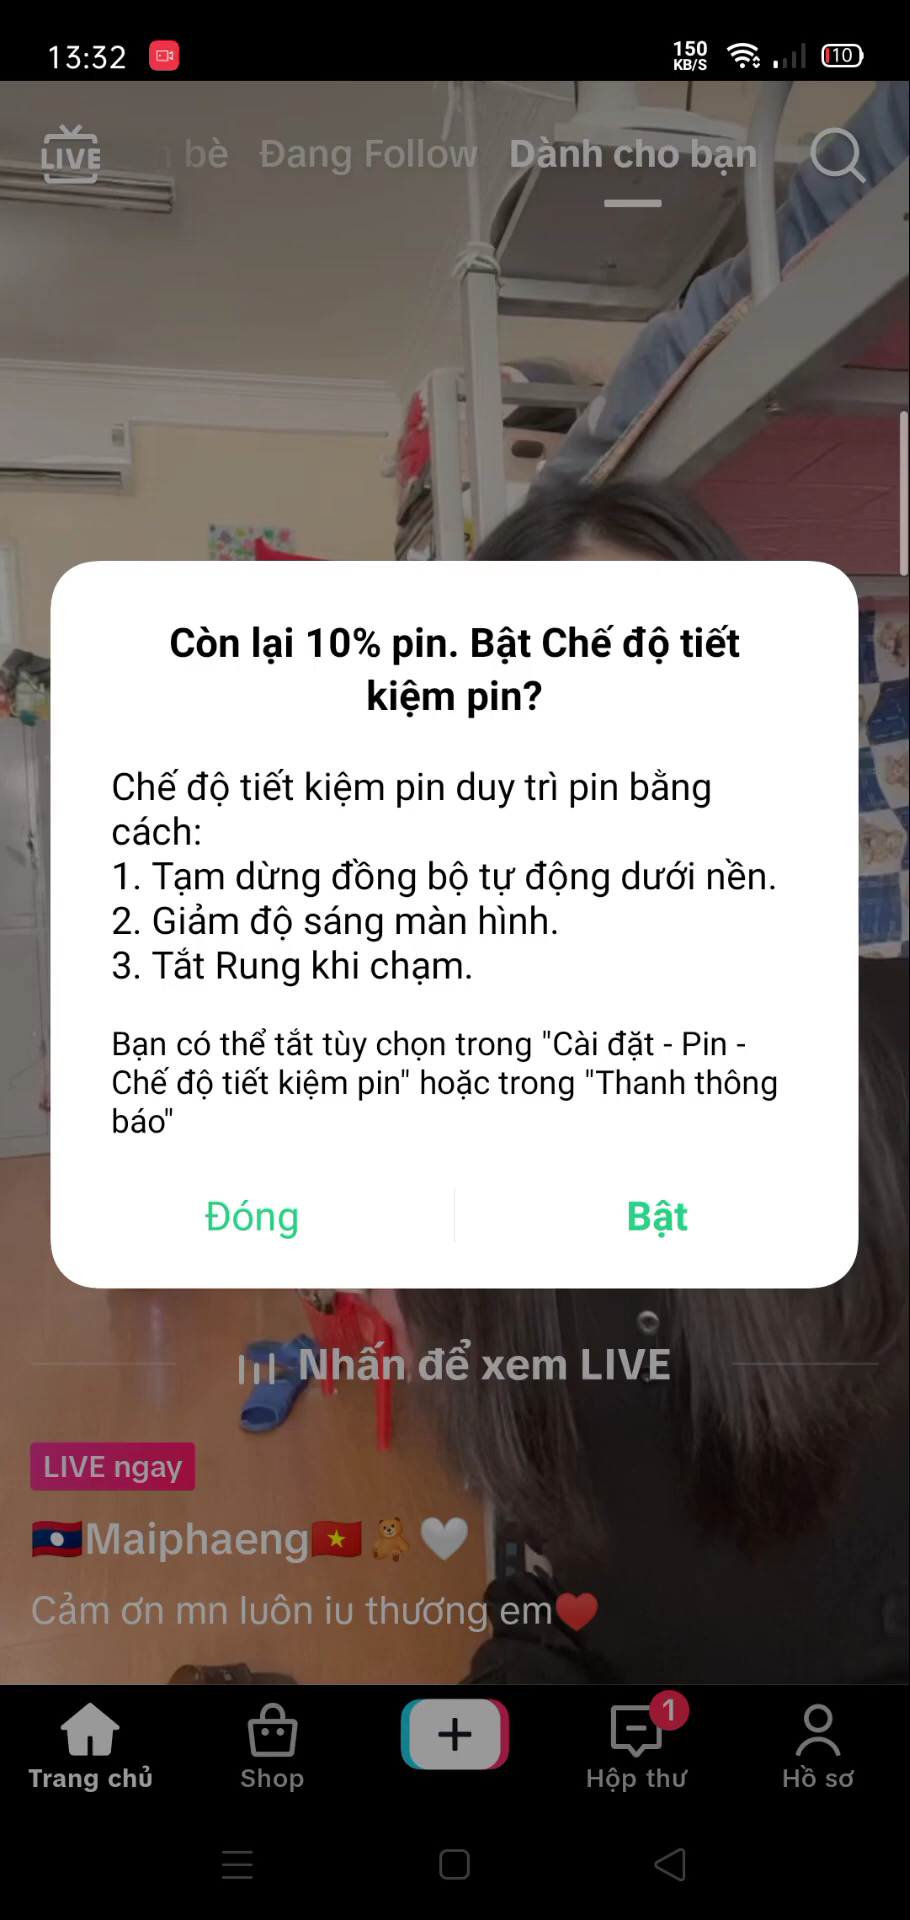 13:32
150
KB/S
10
LIVE
n bè Đang Follow Dành cho bạn
Còn lại 10% pin. Bật Chế độ tiết
kiệm pin?
Chế độ tiết kiệm pin duy trì pin bằng
cách:
1. Tạm dừng đồng bộ tự động dưới nền.
2. Giảm độ sáng màn hình.
3. Tắt Rung khi chạm.
Bạn có thể tắt tùy chọn trong "Cài đặt - Pin -
Chế độ tiết kiệm pin" hoặc trong "Thanh thông
báo"
Đóng Bật
Nhấn để xem LIVE
LIVE ngay
🇱🇦Maiphaeng🇻🇳🧸🤍
Cảm ơn mn luôn iu thương em❤️
1
Trang chủ Shop Hộp thư Hồ sơ